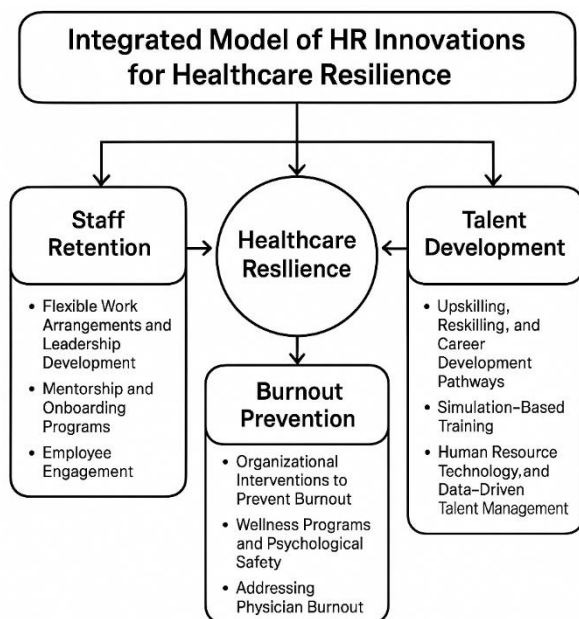 Integrated Model of HR Innovations
for Healthcare Resilience
Staff
Retention
• Flexible Work
Arrangements and
Leadership
Development
• Mentorship and
Onboarding
Programs
• Employee
Engagement
Healthcare
Resllience
Burnout
Prevention
• Organizational
Interventions to
Prevent Burnout
• Wellness Programs
and Psychological
Safety
• Addressing
Physician Burnout
Talent
Development
• Upskilling,
Reskilling, and
Career
Development
Pathways
• Simulation–Based
Training
• Human Resource
Technology,and
Data–Driven
Talent Management